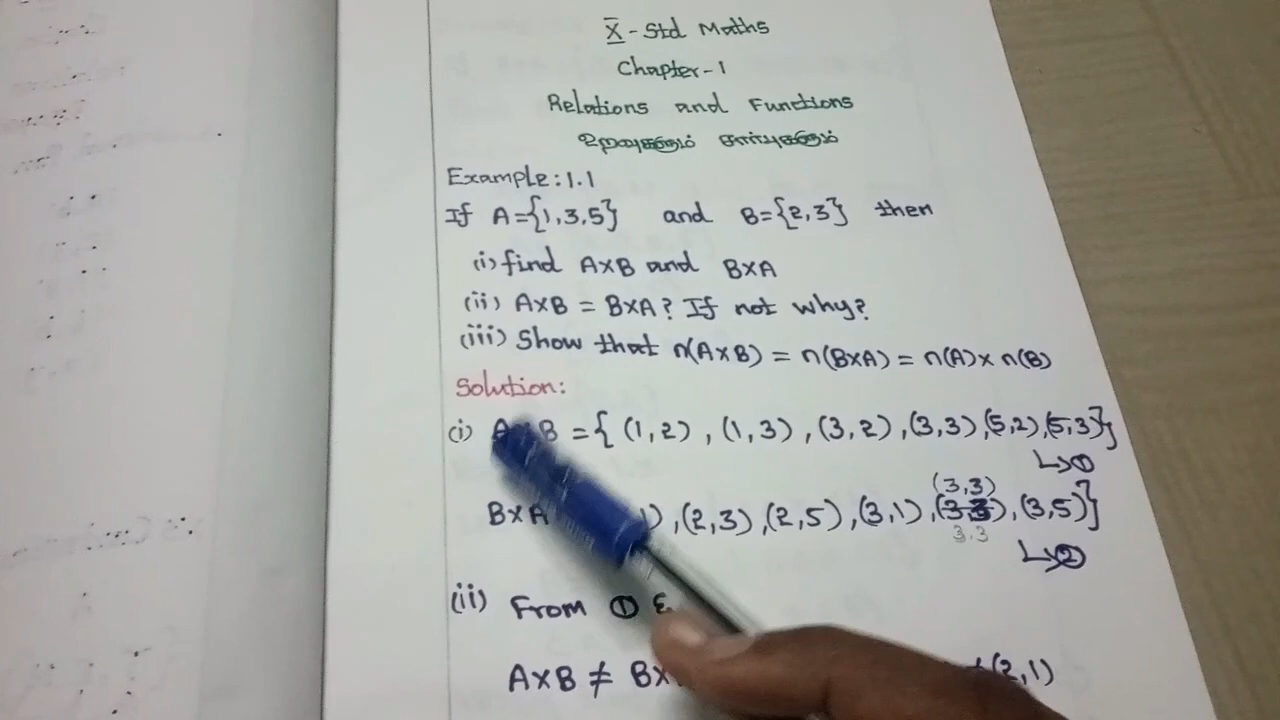 X - Std Maths
Chapter-1
Relations and Functions
உறவுகளும் சார்புகளும்
Example:1.1
If A={1,3,5} and B={2,3} then
(i) find A×B and B×A
(ii) A×B = B×A? If not why?
(iii) Show that n(A×B) = n(B×A) = n(A)× n(B)
Solution:
(i) A×B ={ (1,2) , (1,3) , (3,2) , (3,3) ,(5,2) ,(5,3)}
↳①
(3,3)
B×A 1) ,(2,3) ,(2,5) ,(3,1) , , (3,5)}
3,3
↳②
(ii) From ① &
A×B ≠ B× (2,1)